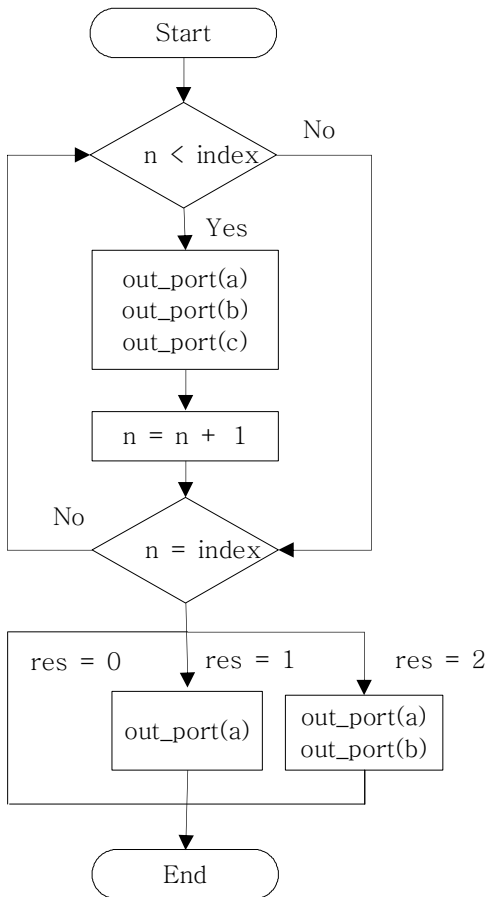 Start
No
n < index
Yes
out_port(a)
out_port(b)
out_port(c)
n = n + 1
No
n = index
res = 0
res = 1
res = 2
out_port(a)
out_port(a)
out_port(b)
End